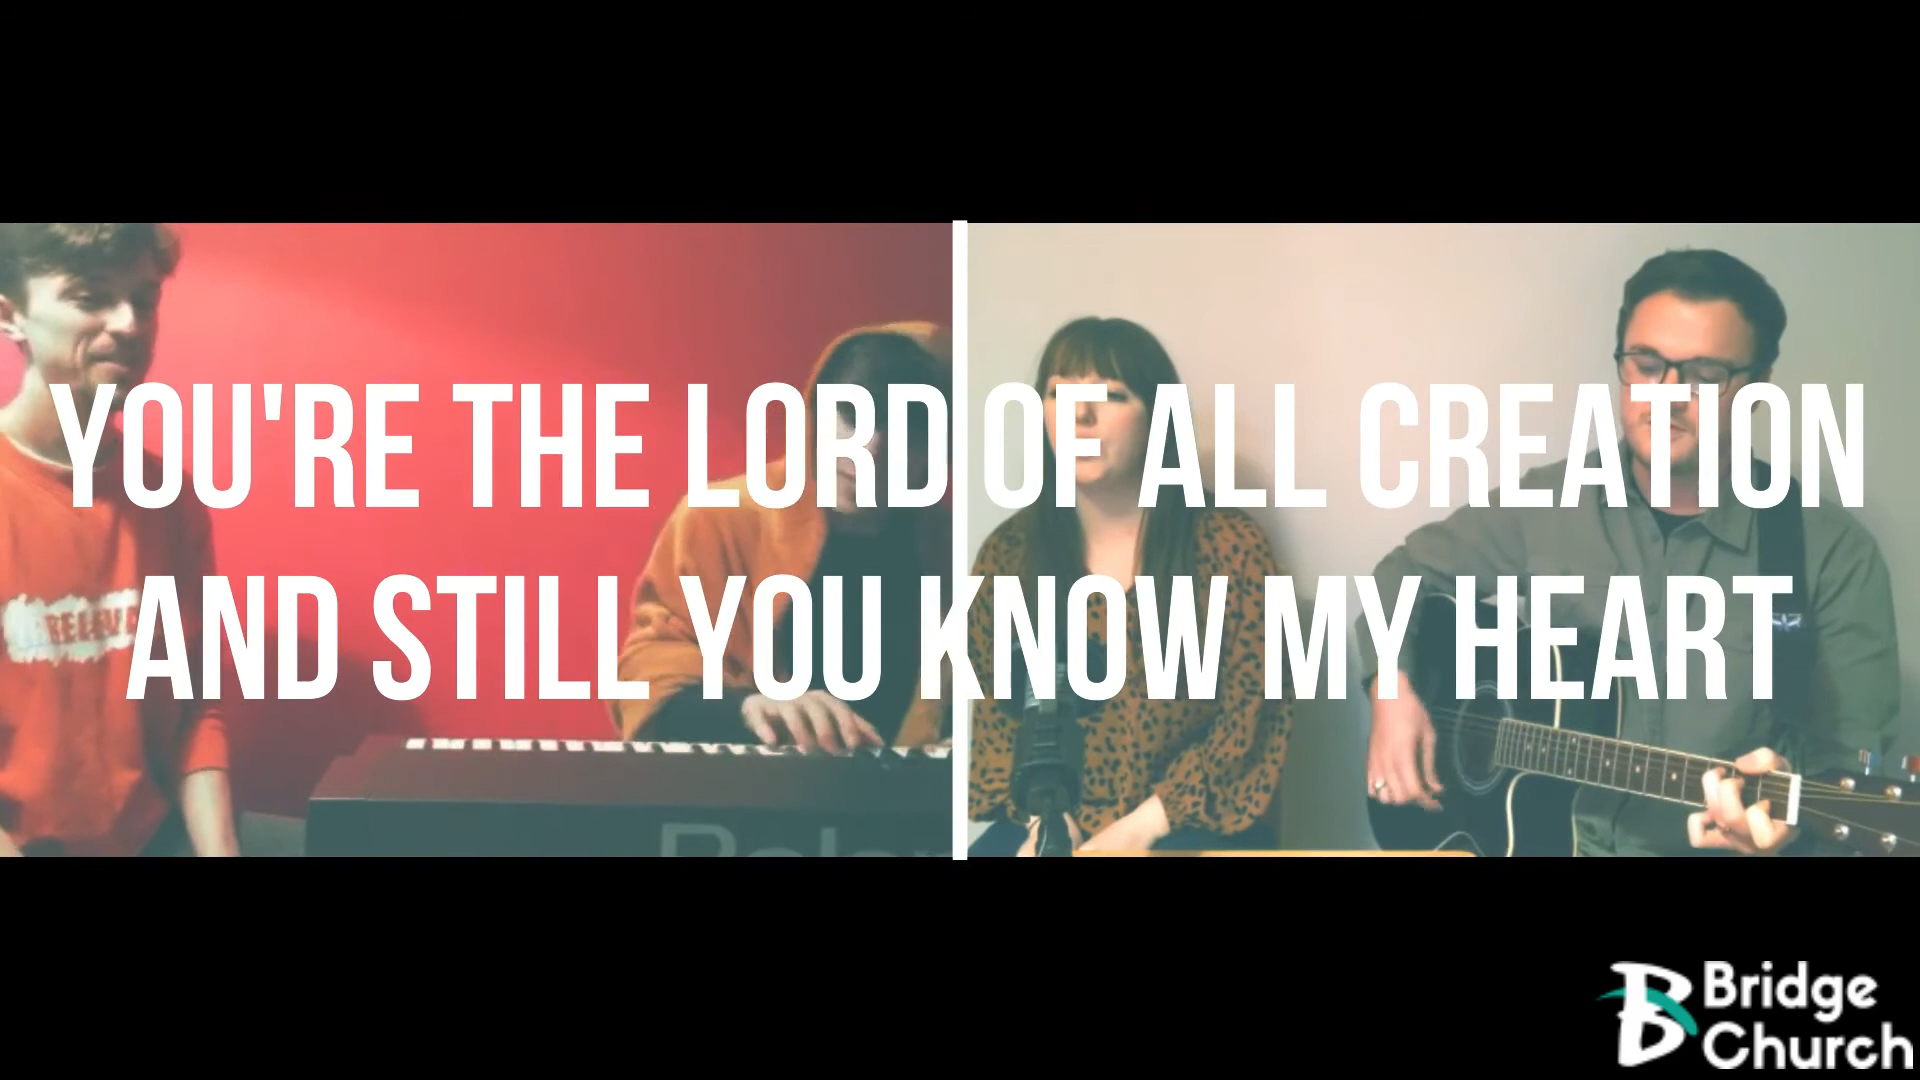 YOU'RE THE LORD OF ALL CREATION
AND STILL YOU KNOW MY HEART
Bridge
Church